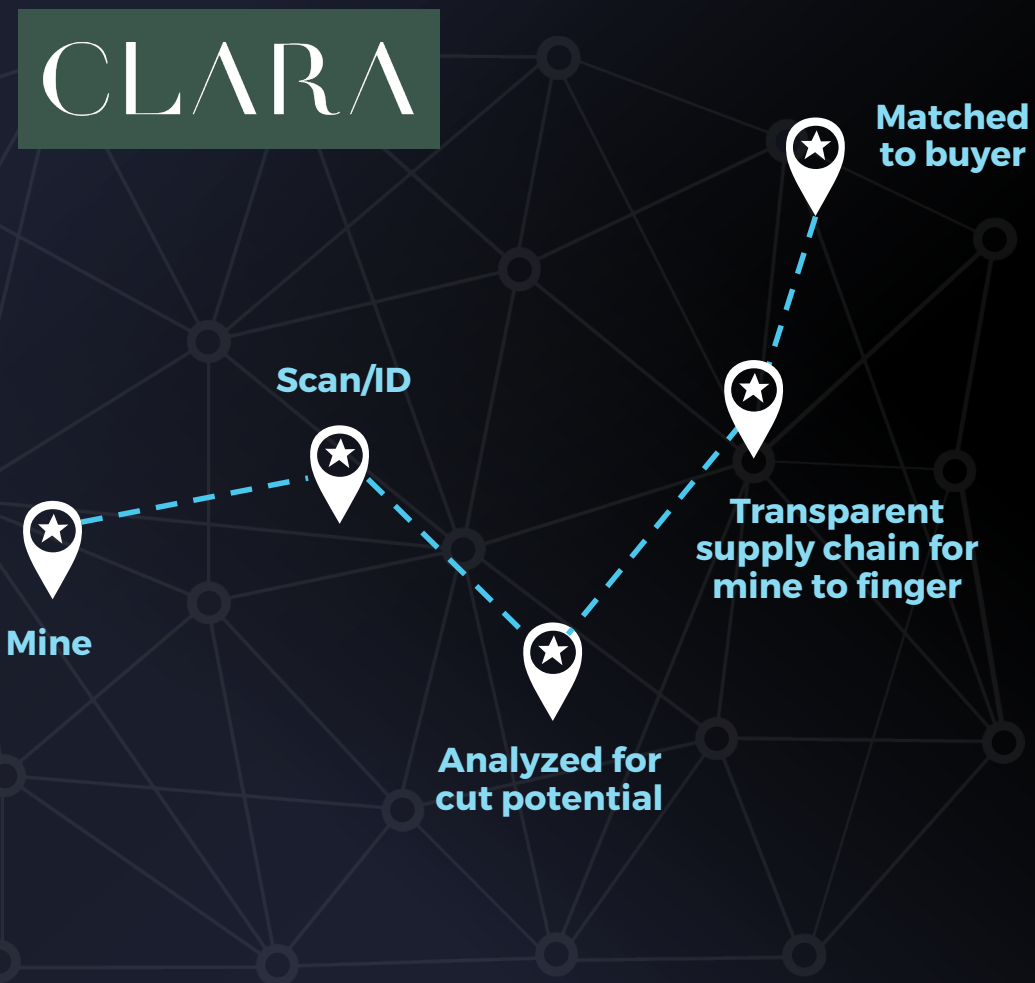 CLARA
Matched
to buyer
Scan/ID
Transparent
supply chain for
mine to finger
Mine
Analyzed for
cut potential